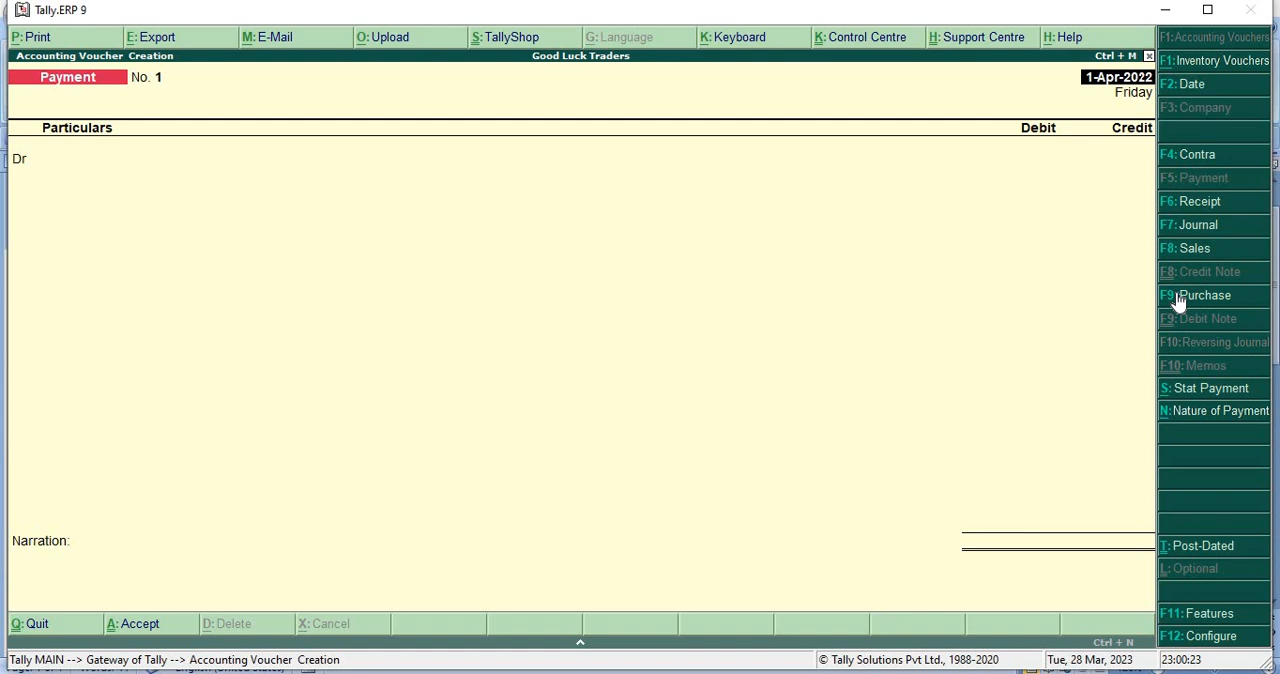 Tally.ERP 9
P: Print E: Export M: E-Mail O: Upload S: TallyShop G: Language K: Keyboard K: Control Centre H: Support Centre H: Help
Accounting Voucher Creation Good Luck Traders Ctrl + M
Payment No. 1 1-Apr-2022
Friday
Particulars Debit Credit
Dr
Narration:
F1: Accounting Vouchers
F1: Inventory Vouchers
F2: Date
F3: Company
F4: Contra
F5: Payment
F6: Receipt
F7: Journal
F8: Sales
F8: Credit Note
F9: Purchase
F9: Debit Note
F10: Reversing Journal
F10: Memos
S: Stat Payment
N: Nature of Payment
T: Post-Dated
L: Optional
F11: Features
F12: Configure
Q: Quit A: Accept D: Delete X: Cancel
Ctrl + N
Tally MAIN --> Gateway of Tally --> Accounting Voucher Creation © Tally Solutions Pvt Ltd., 1988-2020 Tue, 28 Mar, 2023 23:00:23